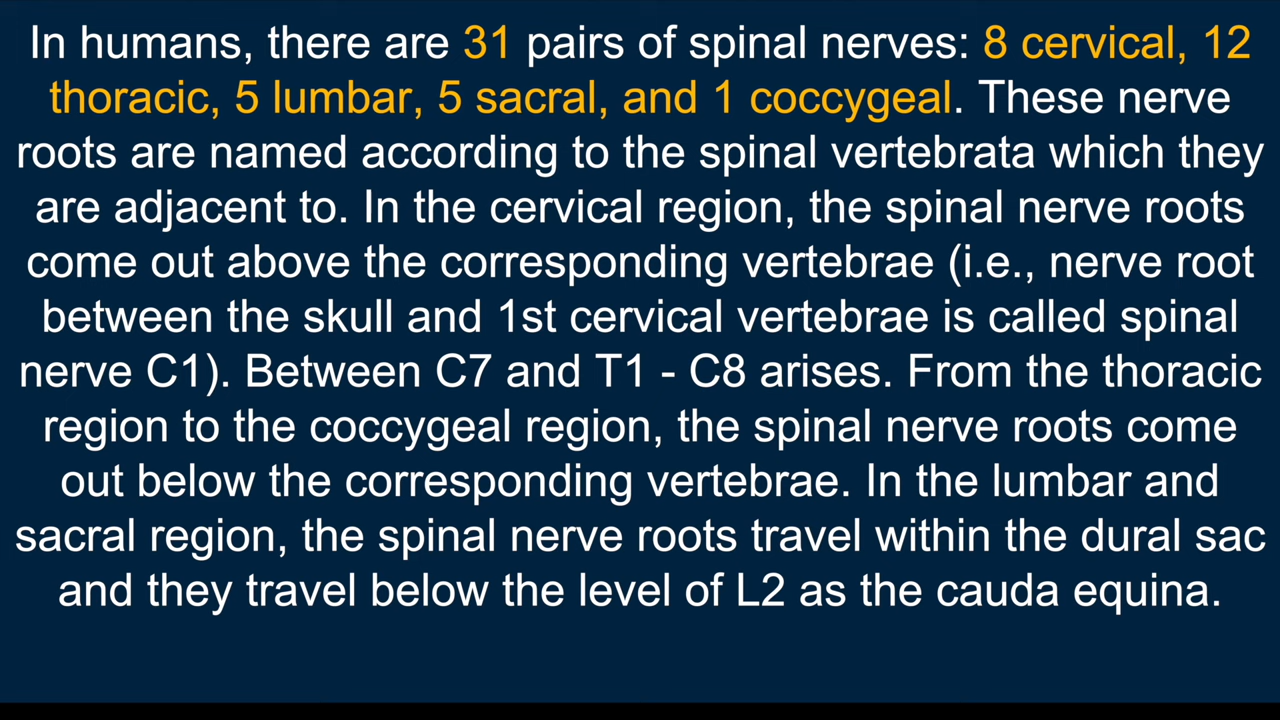 In humans, there are 31 pairs of spinal nerves: 8 cervical, 12
thoracic, 5 lumbar, 5 sacral, and 1 coccygeal. These nerve
roots are named according to the spinal vertebrata which they
are adjacent to. In the cervical region, the spinal nerve roots
come out above the corresponding vertebrae (i.e., nerve root
between the skull and 1st cervical vertebrae is called spinal
nerve C1). Between C7 and T1 - C8 arises. From the thoracic
region to the coccygeal region, the spinal nerve roots come
out below the corresponding vertebrae. In the lumbar and
sacral region, the spinal nerve roots travel within the dural sac
and they travel below the level of L2 as the cauda equina.